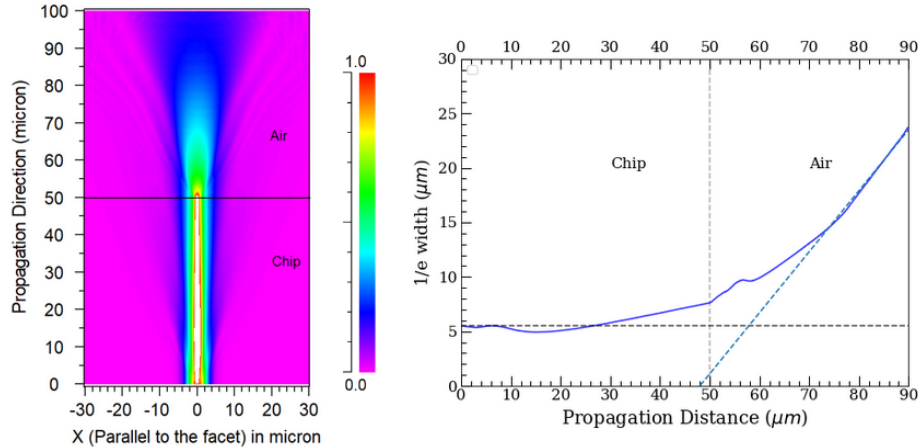 100
90
80
70
60
50
40
30
20
10
0
Propagation Direction (micron)
Air
Chip
-30 -20 -10 0 10 20 30
X (Parallel to the facet) in micron
1.0
0.0
0 10 20 30 40 50 60 70 80 90
30
25
20
15
10
5
0
1/e width (μm)
Chip Air
0 10 20 30 40 50 60 70 80 90
Propagation Distance (μm)